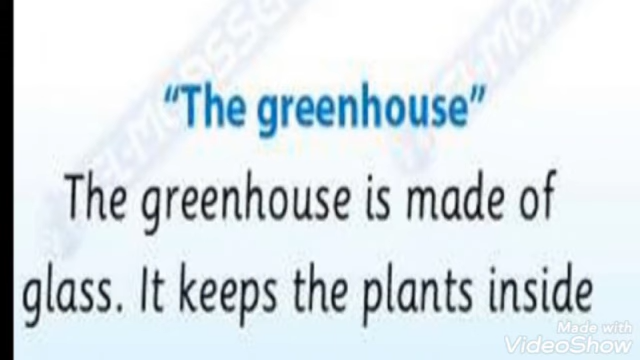 "The greenhouse"
The greenhouse is made of
glass. It keeps the plants inside
Made with
VideoShow